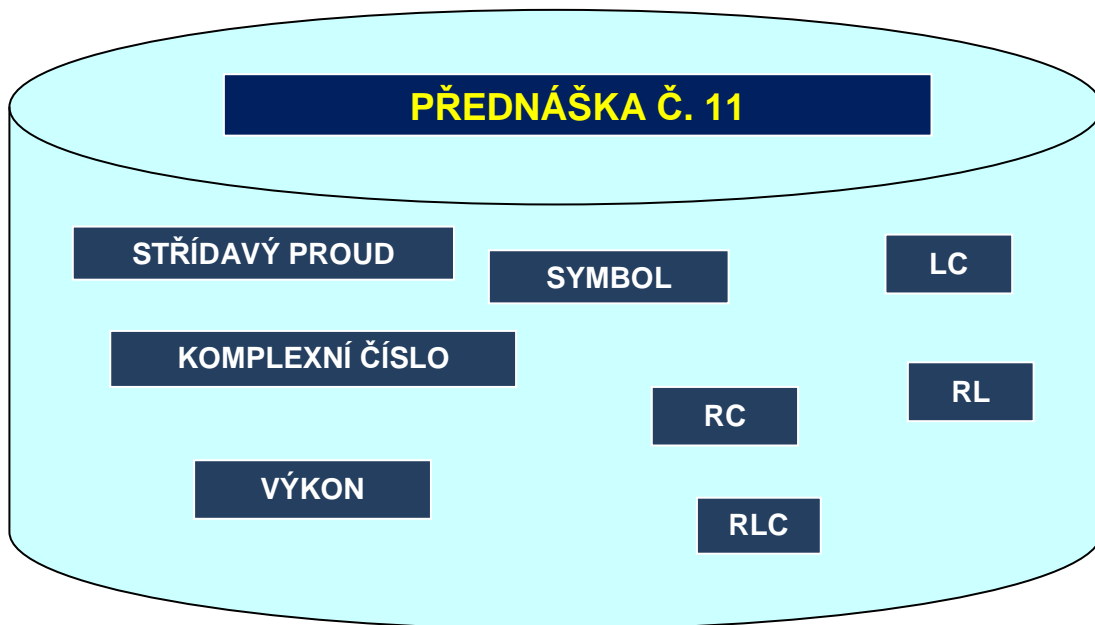 PŘEDNÁŠKA Č. 11
STŘÍDAVÝ PROUD
SYMBOL
LC
KOMPLEXNÍ ČÍSLO
RC
RL
VÝKON
RLC